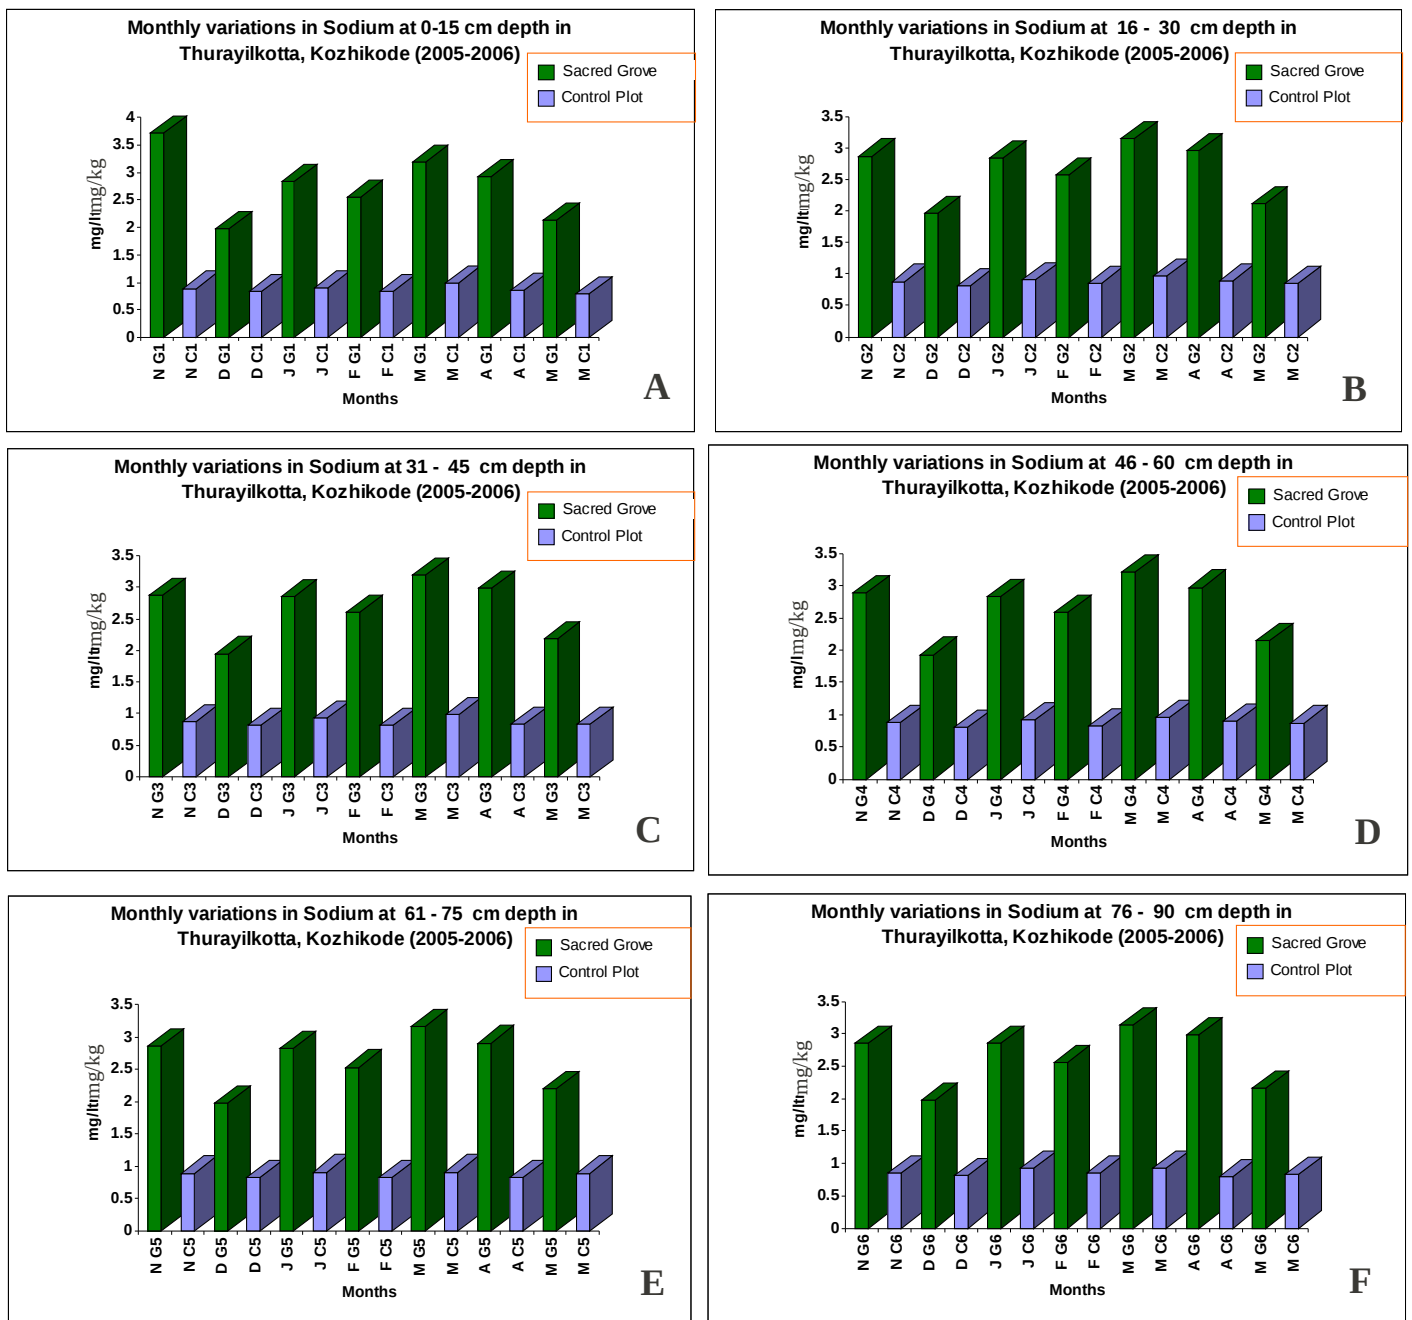 Monthly variations in Sodium at 0-15 cm depth in
Thurayilkotta, Kozhikode (2005-2006)
Sacred Grove
Control Plot
mg/kg
4
3.5
3
2.5
2
1.5
1
0.5
0
N G1
N C1
D G1
D C1
J G1
J C1
F G1
F C1
M G1
M C1
A G1
A C1
M G1
M C1
Months
A
Monthly variations in Sodium at 16 - 30 cm depth in
Thurayilkotta, Kozhikode (2005-2006)
Sacred Grove
Control Plot
mg/kg
3.5
3
2.5
2
1.5
1
0.5
0
N G2
N C2
D G2
D C2
J G2
J C2
F G2
F C2
M G2
M C2
A G2
A C2
M G2
M C2
B
Monthly variations in Sodium at 31 - 45 cm depth in
Thurayilkotta, Kozhikode (2005-2006)
Sacred Grove
Control Plot
mg/kg
3.5
3
2.5
2
1.5
1
0.5
0
N G3
N C3
D G3
D C3
J G3
J C3
F G3
F C3
M G3
M C3
A G3
A C3
M G3
M C3
Months
C
Monthly variations in Sodium at 46 - 60 cm depth in
Thurayilkotta, Kozhikode (2005-2006)
Sacred Grove
Control Plot
mg/kg
3.5
3
2.5
2
1.5
1
0.5
0
N G4
N C4
D G4
D C4
J G4
J C4
F G4
F C4
M G4
M C4
A G4
A C4
M G4
M C4
Months
D
Monthly variations in Sodium at 61 - 75 cm depth in
Thurayilkotta, Kozhikode (2005-2006)
Sacred Grove
Control Plot
mg/kg
3.5
3
2.5
2
1.5
1
0.5
0
N G5
N C5
D G5
D C5
J G5
J C5
F G5
F C5
M G5
M C5
A G5
A C5
M G5
M C5
Months
E
Monthly variations in Sodium at 76 - 90 cm depth in
Thurayilkotta, Kozhikode (2005-2006)
Sacred Grove
Control Plot
mg/kg
3.5
3
2.5
2
1.5
1
0.5
0
N G6
N C6
D G6
D C6
J G6
J C6
F G6
F C6
M G6
M C6
A G6
A C6
M G6
M C6
F